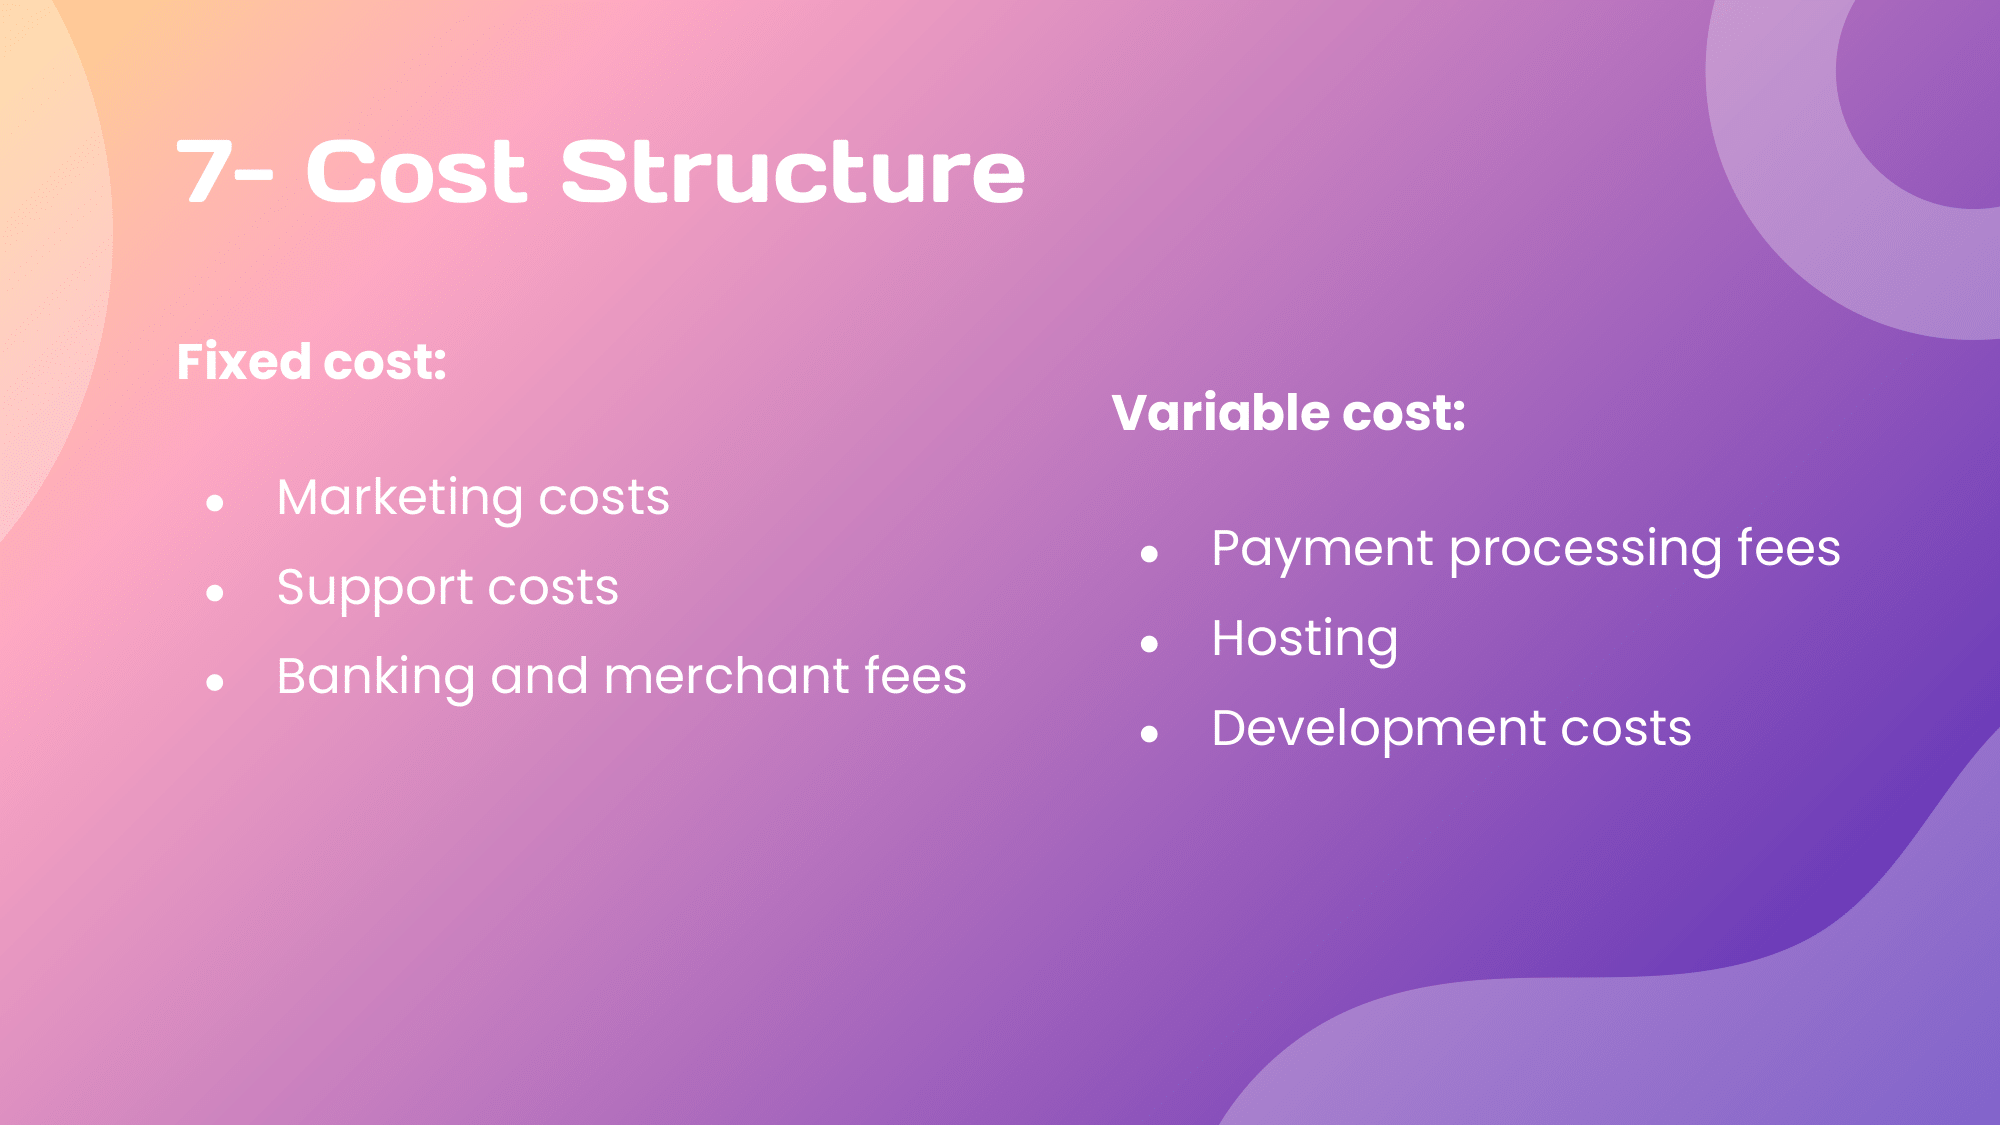 7- Cost Structure
Fixed cost:
● Marketing costs
● Support costs
● Banking and merchant fees
Variable cost:
● Payment processing fees
● Hosting
● Development costs